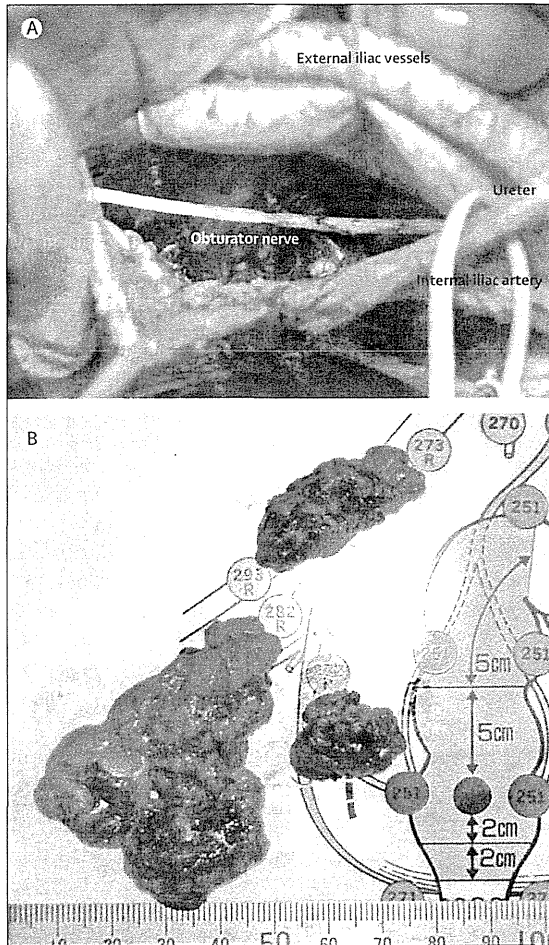 A
External iliac vessels
Ureter
Obturator nerve
Internal iliac artery
B
270
273
R
251
293
R
282
R
251
5cm
5cm
251
251
2cm
2cm
50
60
70
80
90